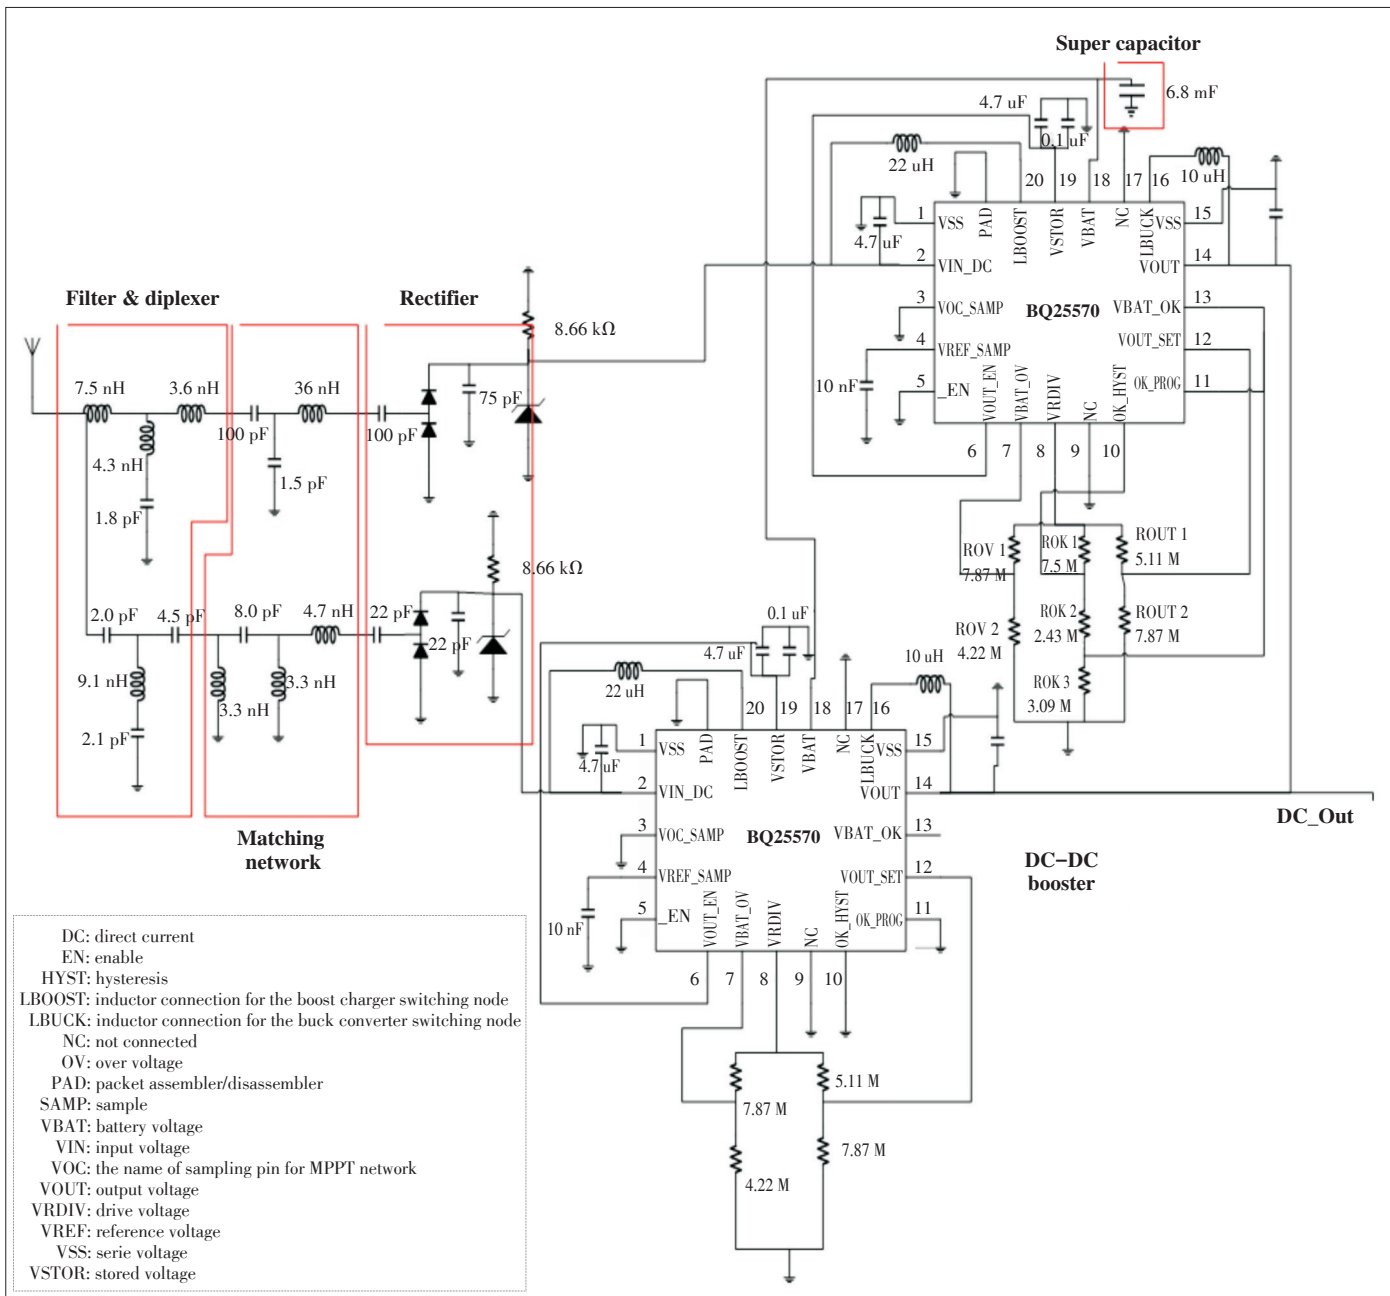 Super capacitor
6.8 mF
4.7 uF
0.1 uF
22 uH
10 uH
20 19 18 17 16
1
VSS
PAD
LBOOST
VSTOR
VBAT
NC
LBUCK
VSS
15
4.7 uF
2
VIN_DC
VOUT
14
3
VOC_SAMP
BQ25570
VBAT_OK
13
4
VREF_SAMP
VOUT_SET
12
10 nF
5
_EN
VOUT_EN
VBAT_OV
VRDIV
NC
OK_HYST
OK_PROG
11
6 7 8 9 10
ROV 1
7.87 M
ROK 1
7.5 M
ROUT 1
5.11 M
ROV 2
4.22 M
ROK 2
2.43 M
ROUT 2
7.87 M
ROK 3
3.09 M
Filter & diplexer
Rectifier
8.66 kΩ
7.5 nH
3.6 nH
36 nH
75 pF
100 pF
100 pF
4.3 nH
1.5 pF
1.8 pF
8.66 kΩ
2.0 pF
4.5 pF
8.0 pF
4.7 nH
22 pF
22 pF
9.1 nH
3.3 nH
3.3 nH
2.1 pF
Matching
network
0.1 uF
4.7 uF
22 uH
10 uH
20 19 18 17 16
1
VSS
PAD
LBOOST
VSTOR
VBAT
NC
LBUCK
VSS
15
4.7 uF
2
VIN_DC
VOUT
14
DC_Out
3
VOC_SAMP
BQ25570
VBAT_OK
13
DC−DC
booster
4
VREF_SAMP
VOUT_SET
12
10 nF
5
_EN
VOUT_EN
VBAT_OV
VRDIV
NC
OK_HYST
OK_PROG
11
6 7 8 9 10
5.11 M
7.87 M
7.87 M
4.22 M
DC: direct current
EN: enable
HYST: hysteresis
LBOOST: inductor connection for the boost charger switching node
LBUCK: inductor connection for the buck converter switching node
NC: not connected
OV: over voltage
PAD: packet assembler/disassembler
SAMP: sample
VBAT: battery voltage
VIN: input voltage
VOC: the name of sampling pin for MPPT network
VOUT: output voltage
VRDIV: drive voltage
VREF: reference voltage
VSS: serie voltage
VSTOR: stored voltage